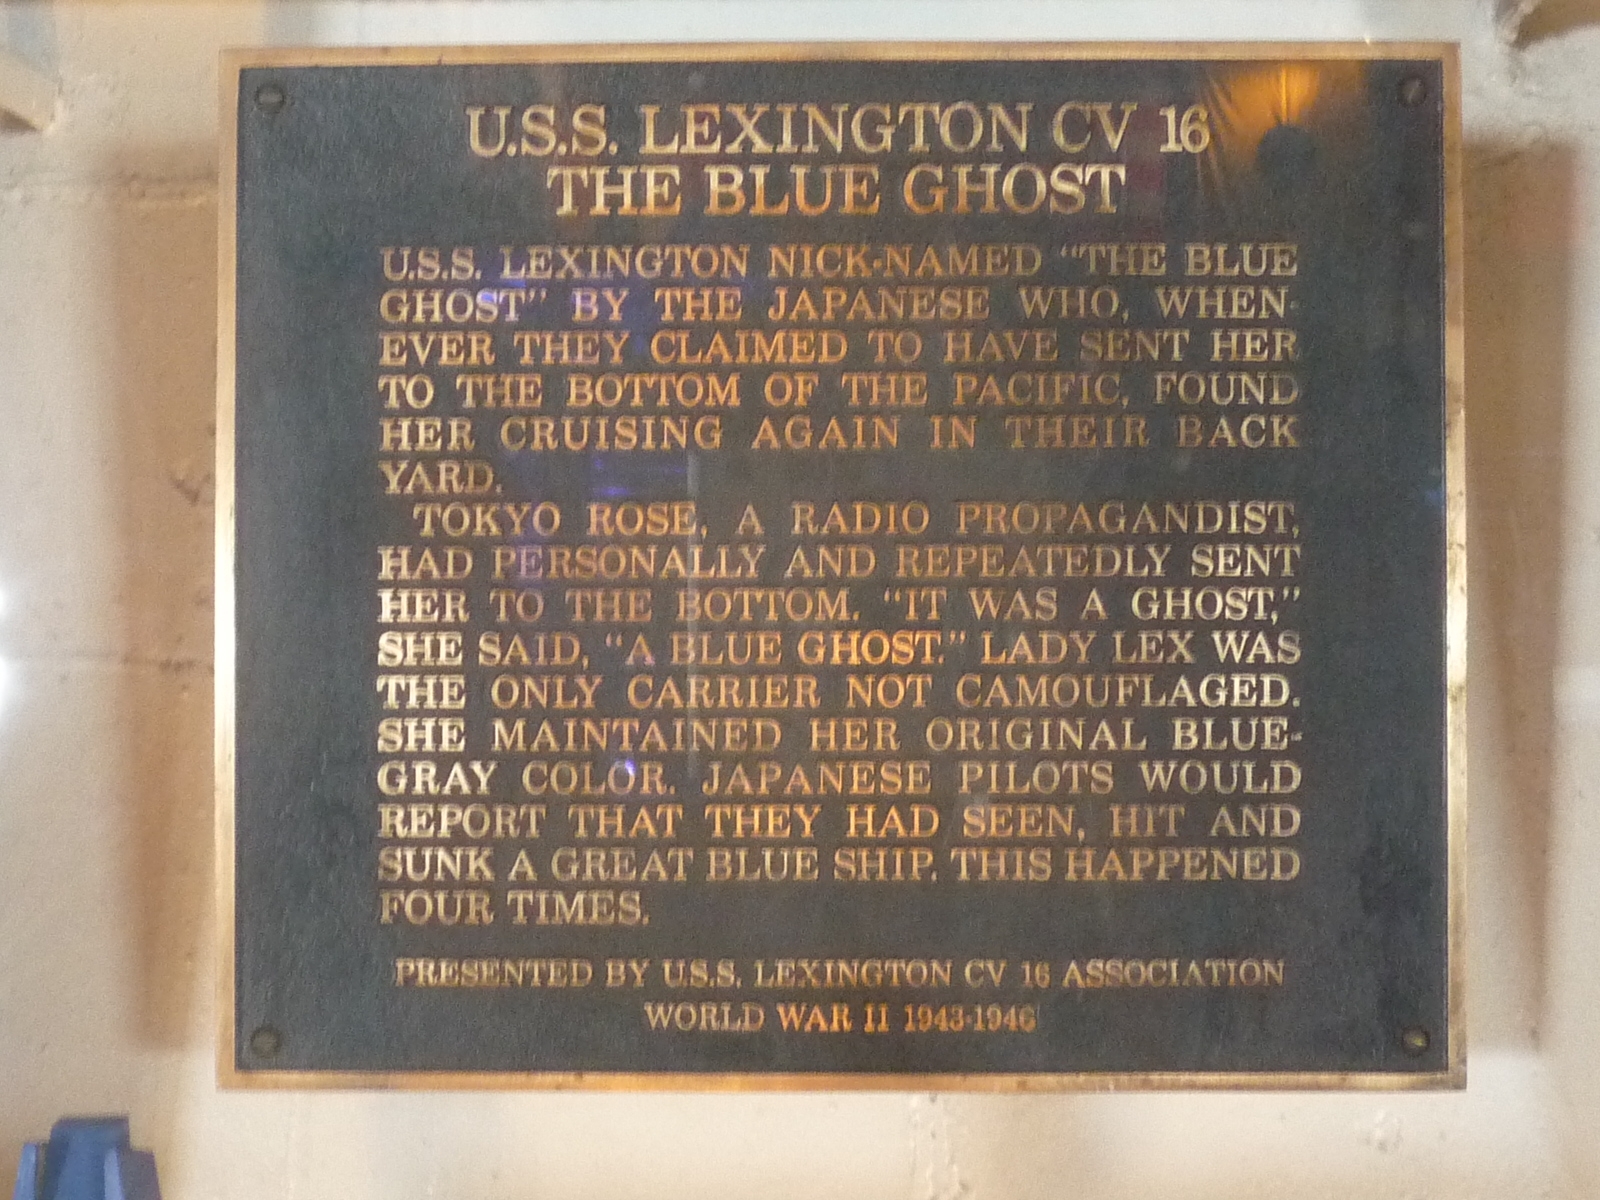 U.S.S. LEXINGTON CV 16
THE BLUE GHOST
U.S.S. LEXINGTON NICK-NAMED "THE BLUE
GHOST" BY THE JAPANESE WHO, WHEN-
EVER THEY CLAIMED TO HAVE SENT HER
TO THE BOTTOM OF THE PACIFIC, FOUND
HER CRUISING AGAIN IN THEIR BACK
YARD.
TOKYO ROSE, A RADIO PROPAGANDIST,
HAD PERSONALLY AND REPEATEDLY SENT
HER TO THE BOTTOM. "IT WAS A GHOST,"
SHE SAID, "A BLUE GHOST." LADY LEX WAS
THE ONLY CARRIER NOT CAMOUFLAGED.
SHE MAINTAINED HER ORIGINAL BLUE-
GRAY COLOR. JAPANESE PILOTS WOULD
REPORT THAT THEY HAD SEEN, HIT AND
SUNK A GREAT BLUE SHIP. THIS HAPPENED
FOUR TIMES.
PRESENTED BY U.S.S. LEXINGTON CV 16 ASSOCIATION
WORLD WAR II 1943-1946